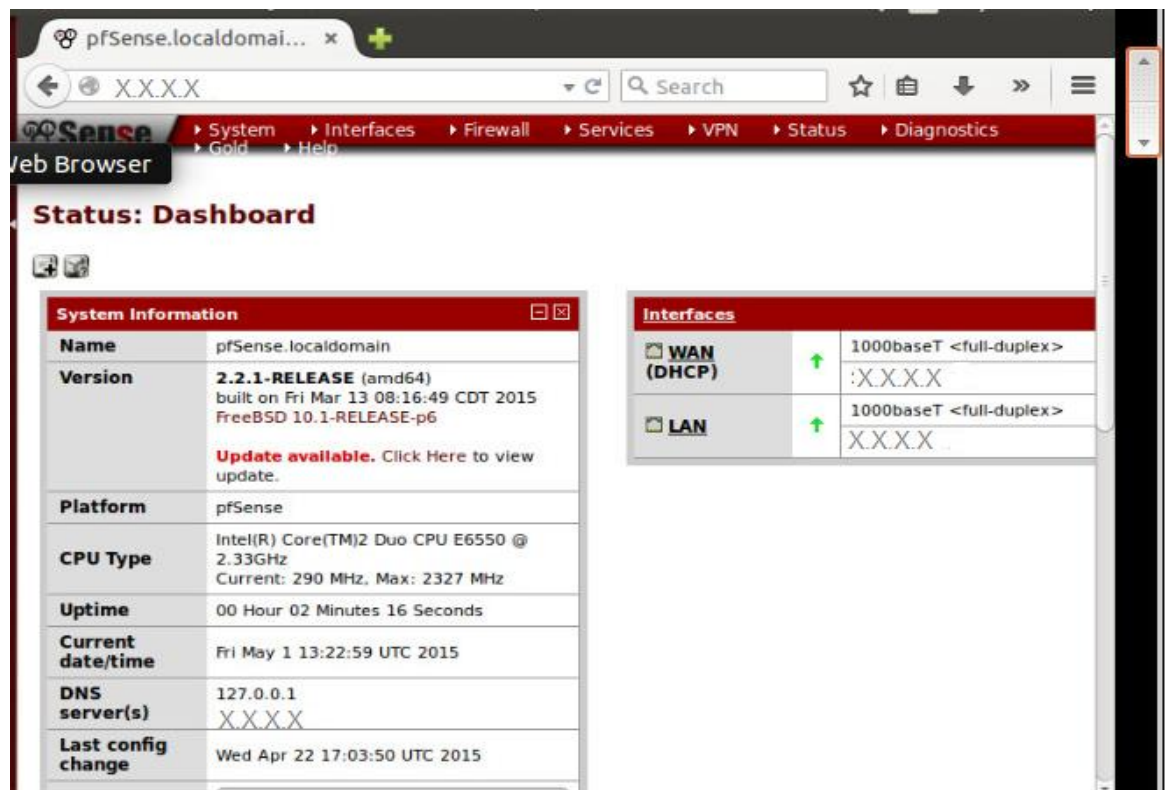 pfSense.localdomai...
X.X.X.X
Search
Sense
System Interfaces Firewall Services VPN Status Diagnostics
Gold Help
Web Browser
Status: Dashboard
System Information
Name pfSense.localdomain
Version 2.2.1-RELEASE (amd64)
built on Fri Mar 13 08:16:49 CDT 2015
FreeBSD 10.1-RELEASE-p6
Update available. Click Here to view
update.
Platform pfSense
CPU Type Intel(R) Core(TM)2 Duo CPU E6550 @
2.33GHz
Current: 290 MHz, Max: 2327 MHz
Uptime 00 Hour 02 Minutes 16 Seconds
Current
date/time Fri May 1 13:22:59 UTC 2015
DNS
server(s) 127.0.0.1
X.X.X.X
Last config
change Wed Apr 22 17:03:50 UTC 2015
Interfaces
WAN
(DHCP)
1000baseT <full-duplex>
X.X.X.X
LAN
1000baseT <full-duplex>
X.X.X.X